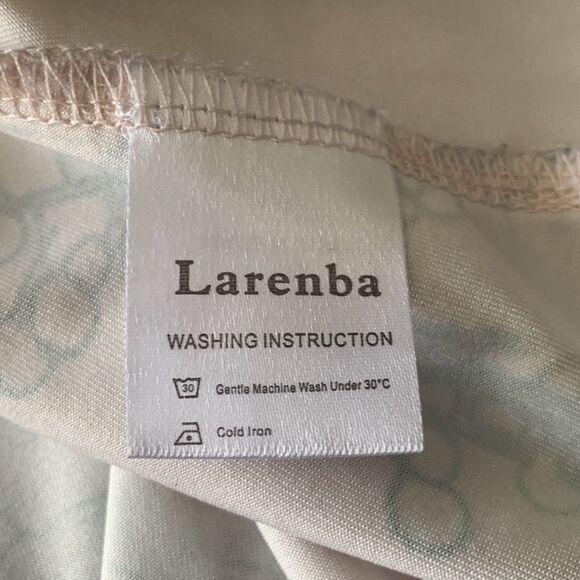 Larenba
WASHING INSTRUCTION
30 Gentle Machine Wash Under 30°C
Cold Iron